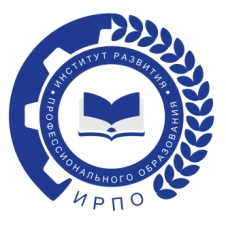 • ИНСТИТУТ РАЗВИТИЯ •
ПРОФЕССИОНАЛЬНОГО ОБРАЗОВАНИЯ
ИРПО